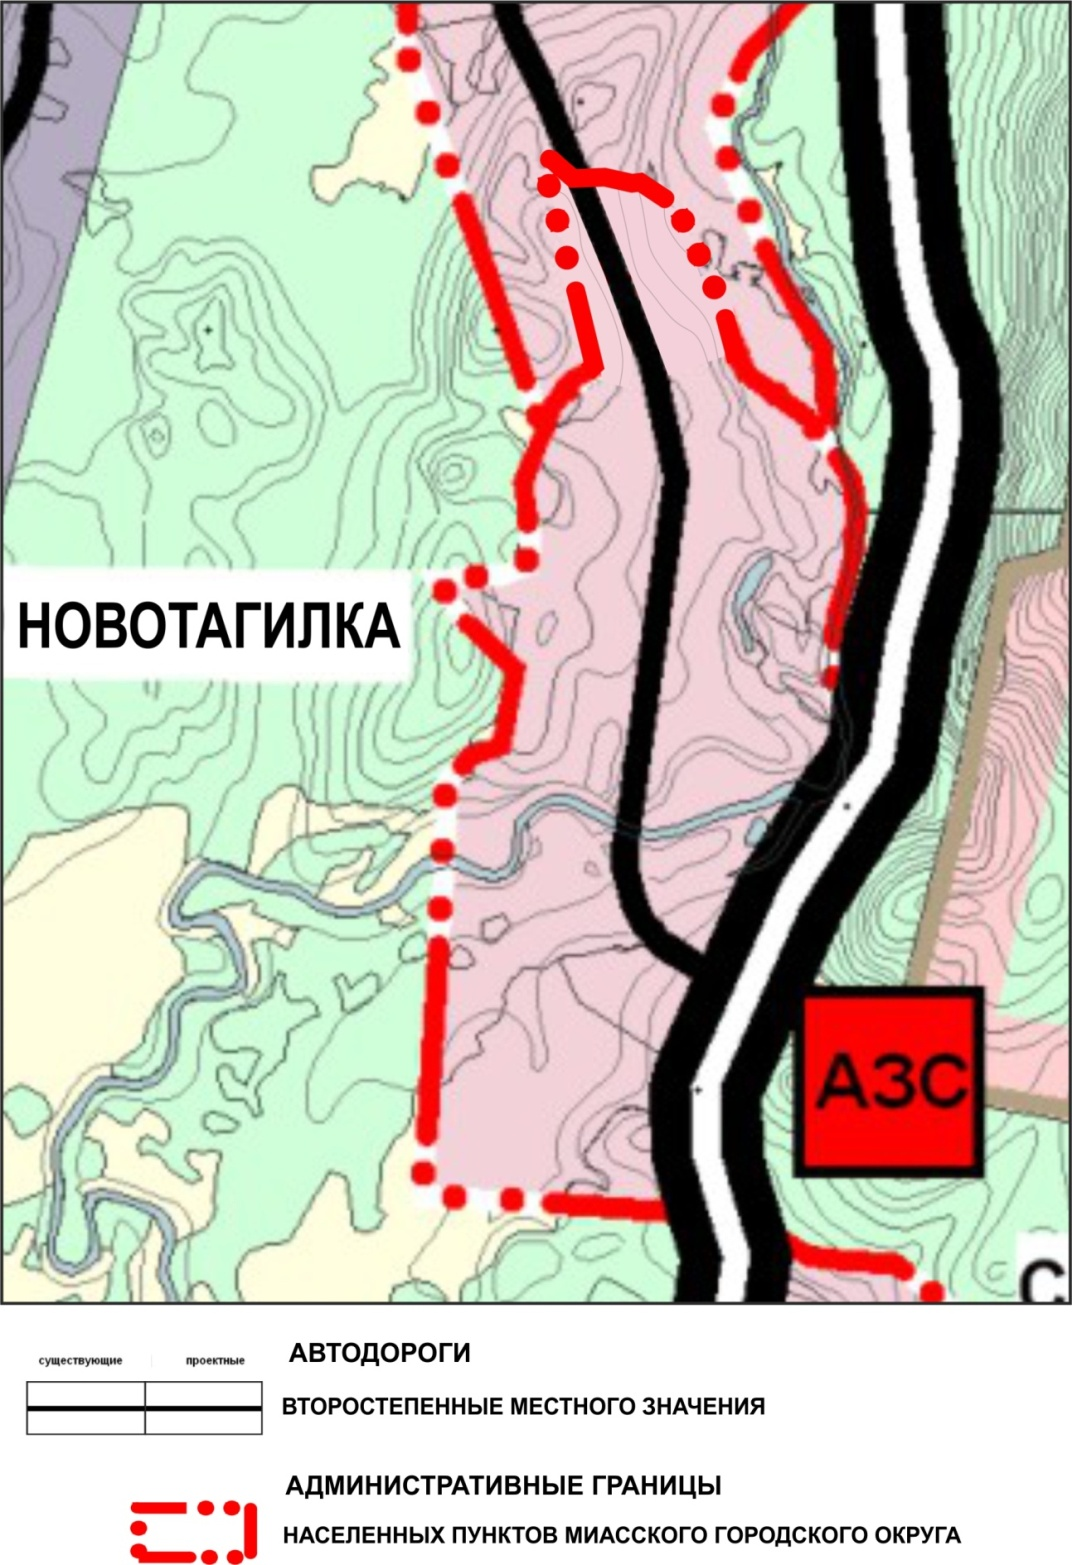 НОВОТАГИЛКА
АЗС
С
существующие проектные
АВТОДОРОГИ
ВТОРОСТЕПЕННЫЕ МЕСТНОГО ЗНАЧЕНИЯ
АДМИНИСТРАТИВНЫЕ ГРАНИЦЫ
НАСЕЛЕННЫХ ПУНКТОВ МИАССКОГО ГОРОДСКОГО ОКРУГА